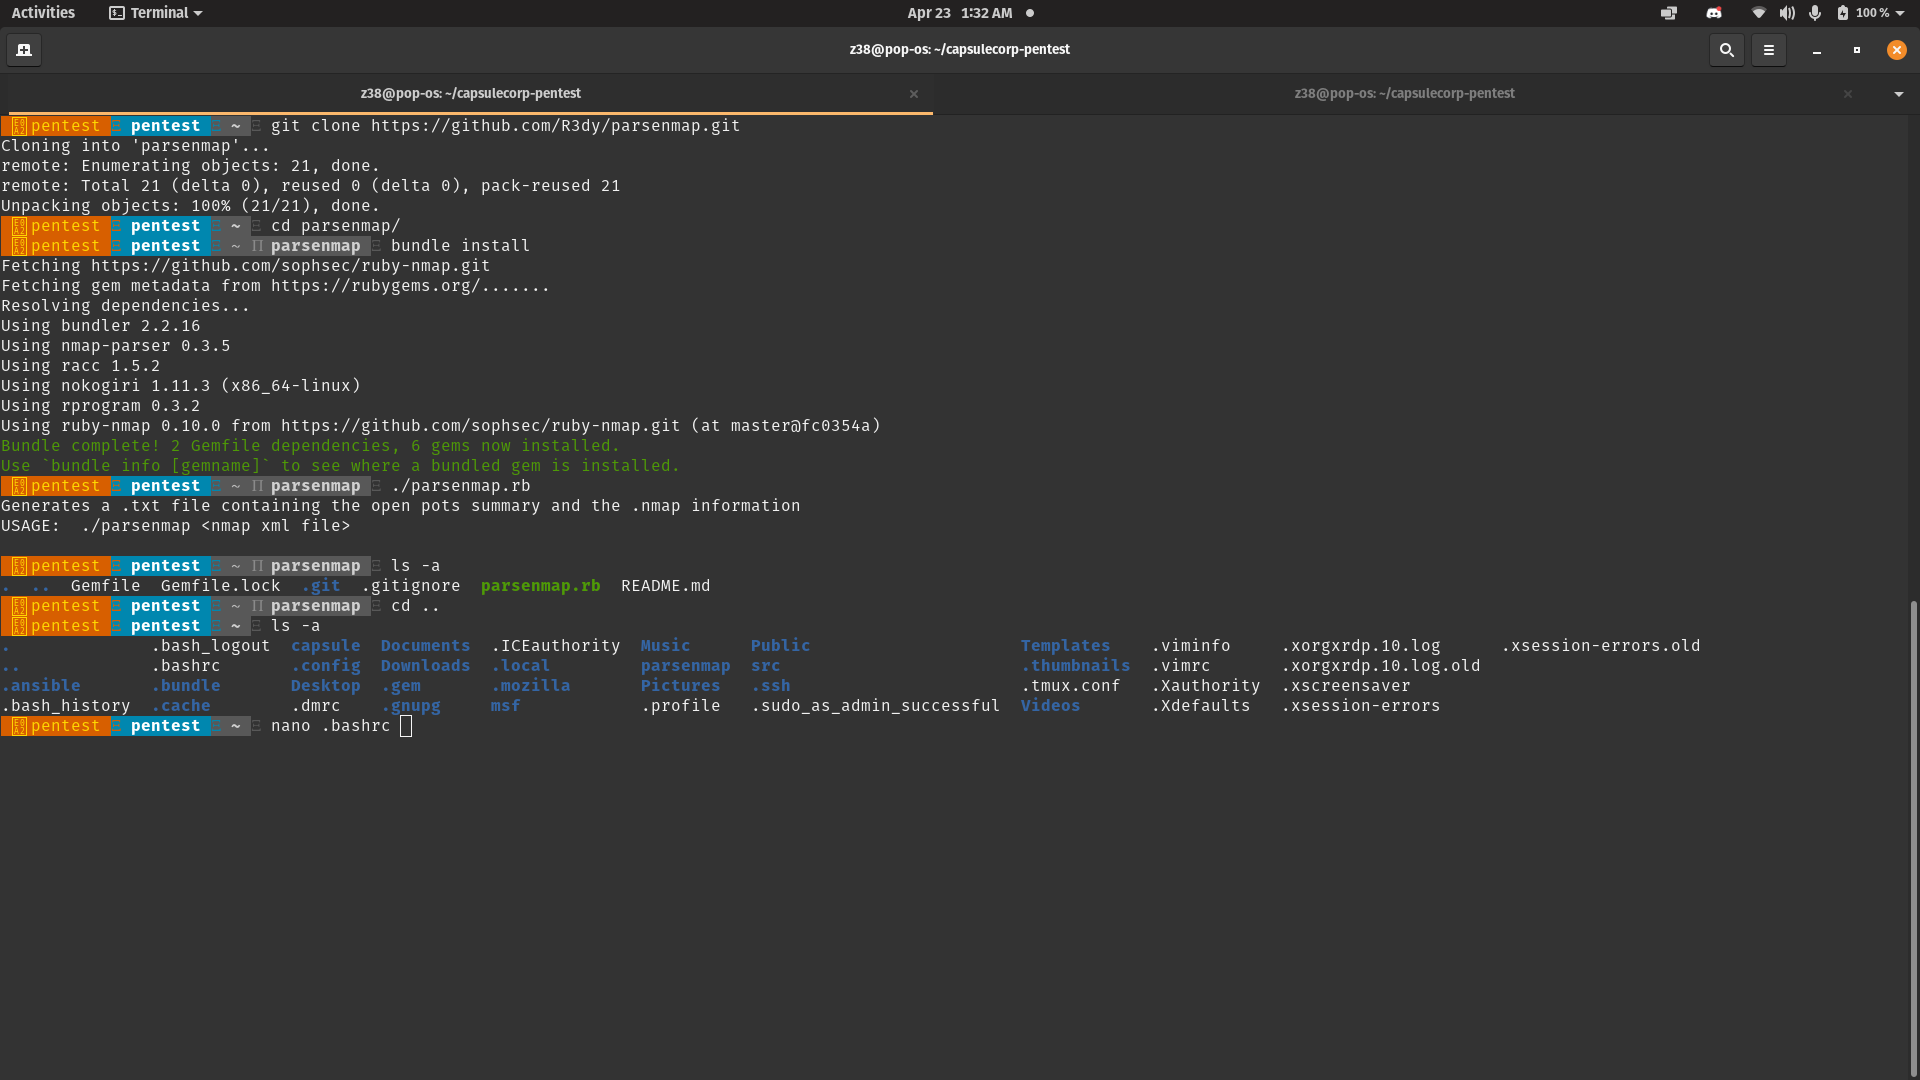 Activities Terminal Apr 23 1:32 AM 100 %
z38@pop-os: ~/capsulecorp-pentest
z38@pop-os: ~/capsulecorp-pentest z38@pop-os: ~/capsulecorp-pentest
pentest pentest ~ git clone https://github.com/R3dy/parsenmap.git
Cloning into 'parsenmap'...
remote: Enumerating objects: 21, done.
remote: Total 21 (delta 0), reused 0 (delta 0), pack-reused 21
Unpacking objects: 100% (21/21), done.
pentest pentest ~ cd parsenmap/
pentest pentest ~ parsenmap bundle install
Fetching https://github.com/sophsec/ruby-nmap.git
Fetching gem metadata from https://rubygems.org/.......
Resolving dependencies...
Using bundler 2.2.16
Using nmap-parser 0.3.5
Using racc 1.5.2
Using nokogiri 1.11.3 (x86_64-linux)
Using rprogram 0.3.2
Using ruby-nmap 0.10.0 from https://github.com/sophsec/ruby-nmap.git (at master@fc0354a)
Bundle complete! 2 Gemfile dependencies, 6 gems now installed.
Use `bundle info [gemname]` to see where a bundled gem is installed.
pentest pentest ~ parsenmap ./parsenmap.rb
Generates a .txt file containing the open pots summary and the .nmap information
USAGE:  ./parsenmap <nmap xml file>
pentest pentest ~ parsenmap ls -a
. .. Gemfile Gemfile.lock .git .gitignore parsenmap.rb README.md
pentest pentest ~ parsenmap cd ..
pentest pentest ~ ls -a
. .bash_logout capsule Documents .ICEauthority Music Public Templates .viminfo .xorgxrdp.10.log .xsession-errors.old
.. .bashrc .config Downloads .local parsenmap src .thumbnails .vimrc .xorgxrdp.10.log.old
.ansible .bundle Desktop .gem .mozilla Pictures .ssh .tmux.conf .Xauthority .xscreensaver
.bash_history .cache .dmrc .gnupg msf .profile .sudo_as_admin_successful Videos .Xdefaults .xsession-errors
pentest pentest ~ nano .bashrc